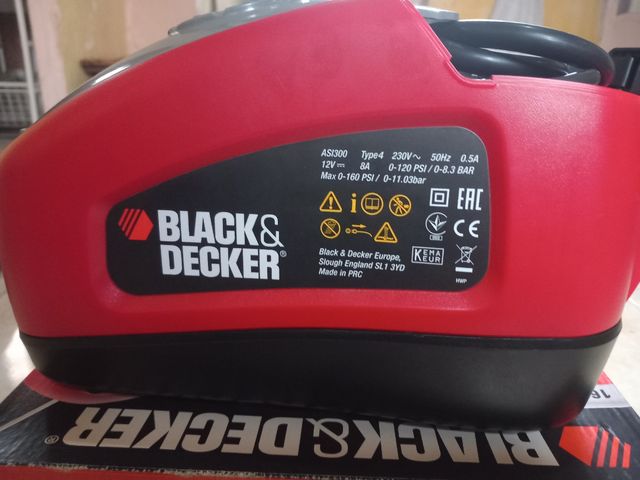 ASI300 Type4 230V~ 50Hz 0.5A
12V⎓ 8A 0-120 PSI / 0-8.3 BAR
Max 0-160 PSI / 0-11.03bar
BLACK&
DECKER®
i
EAC
CE
Black & Decker Europe,
Slough England SL1 3YD
Made in PRC
KEMA
KEUR
HWP
16
BLACK&DECKER®